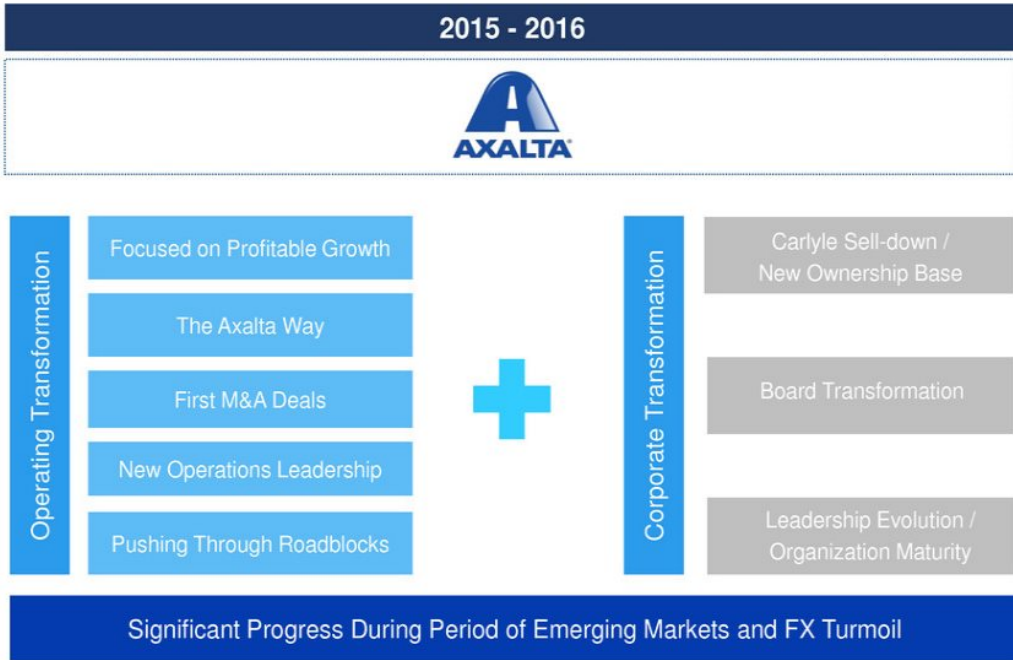 2015 - 2016
AXALTA
Operating Transformation
Focused on Profitable Growth
The Axalta Way
First M&A Deals
New Operations Leadership
Pushing Through Roadblocks
Corporate Transformation
Carlyle Sell-down /
New Ownership Base
Board Transformation
Leadership Evolution /
Organization Maturity
Significant Progress During Period of Emerging Markets and FX Turmoil